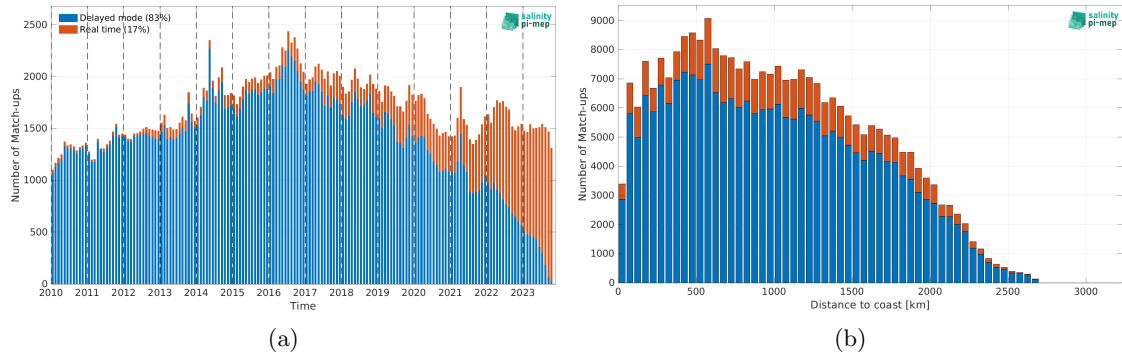 Delayed mode (83%)
Real time (17%)
salinity
pi-mep
Number of Match-ups
2500
2000
1500
1000
500
0
2010 2011 2012 2013 2014 2015 2016 2017 2018 2019 2020 2021 2022 2023
Time
(a)
salinity
pi-mep
Number of Match-ups
9000
8000
7000
6000
5000
4000
3000
2000
1000
0
0 500 1000 1500 2000 2500 3000
Distance to coast [km]
(b)